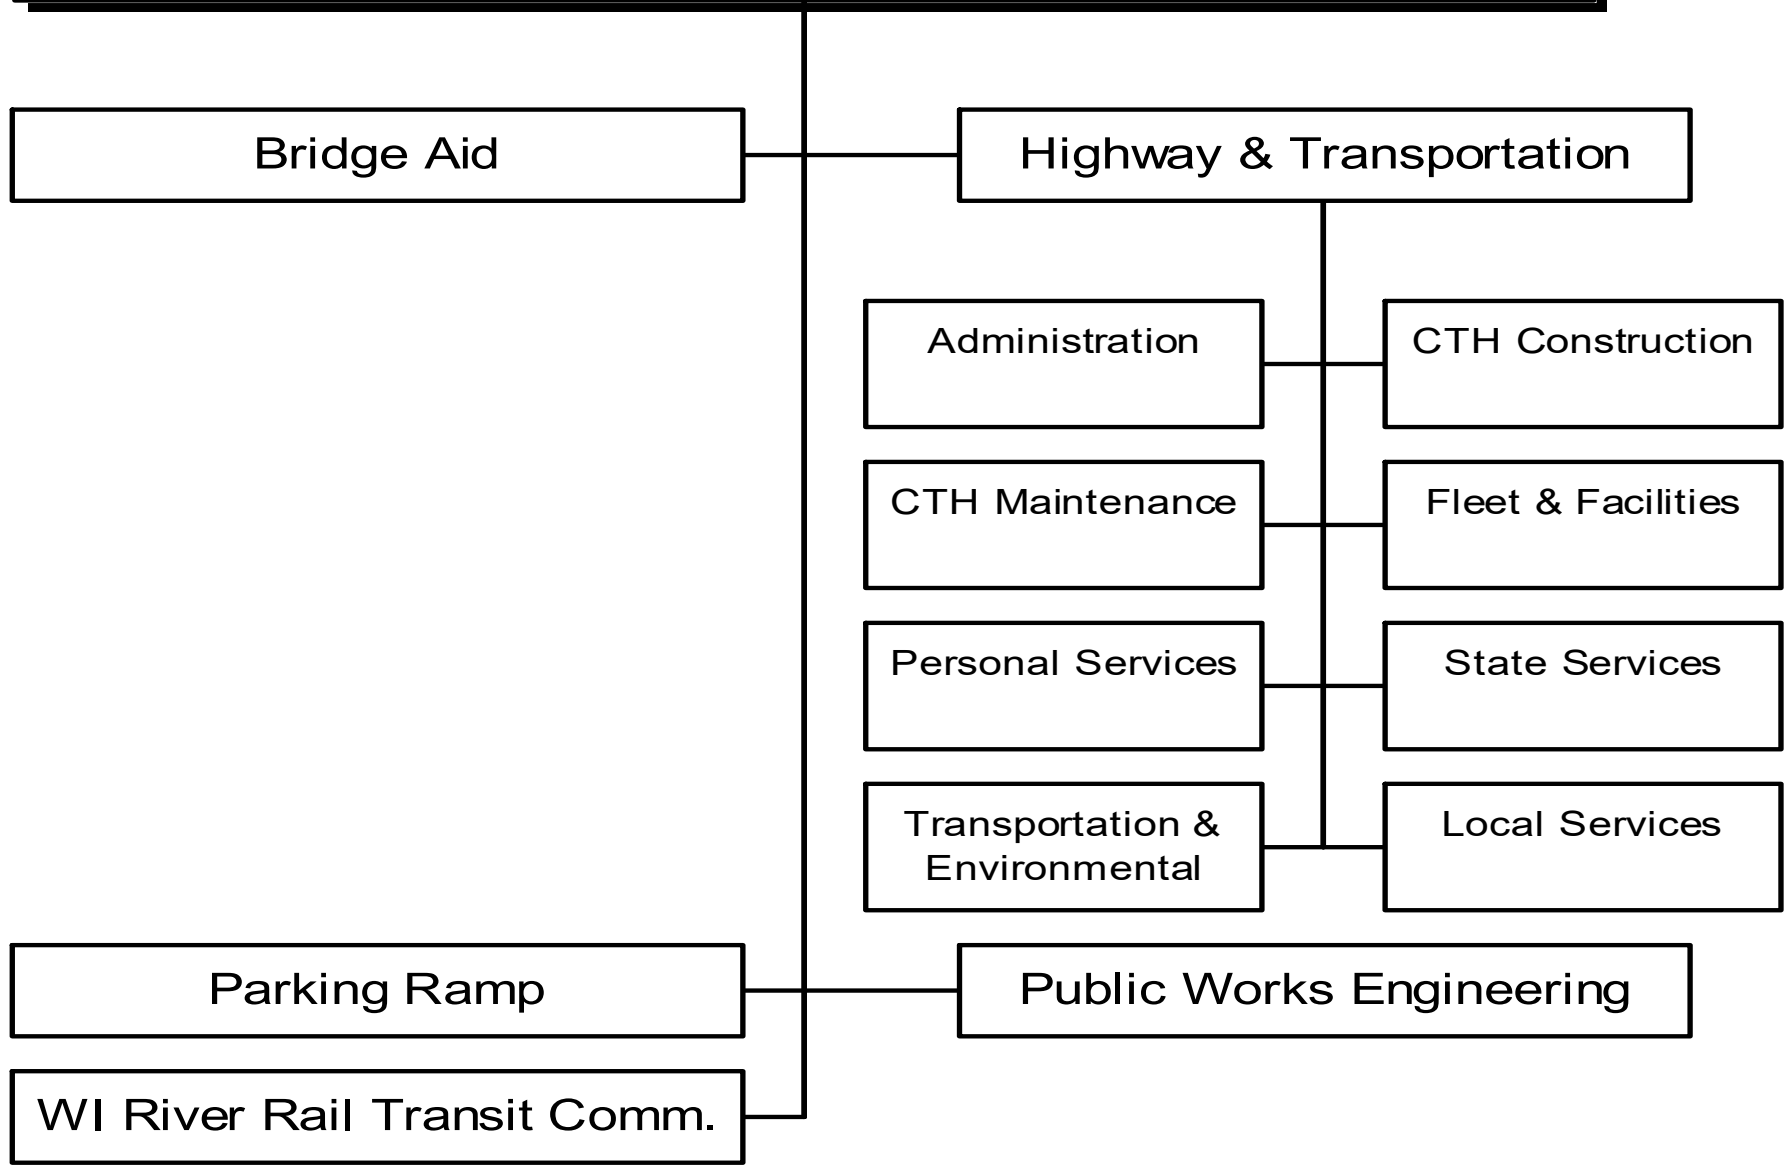 Bridge Aid
Highway & Transportation
Administration
CTH Construction
CTH Maintenance
Fleet & Facilities
Personal Services
State Services
Transportation &
Environmental
Local Services
Parking Ramp
Public Works Engineering
WI River Rail Transit Comm.